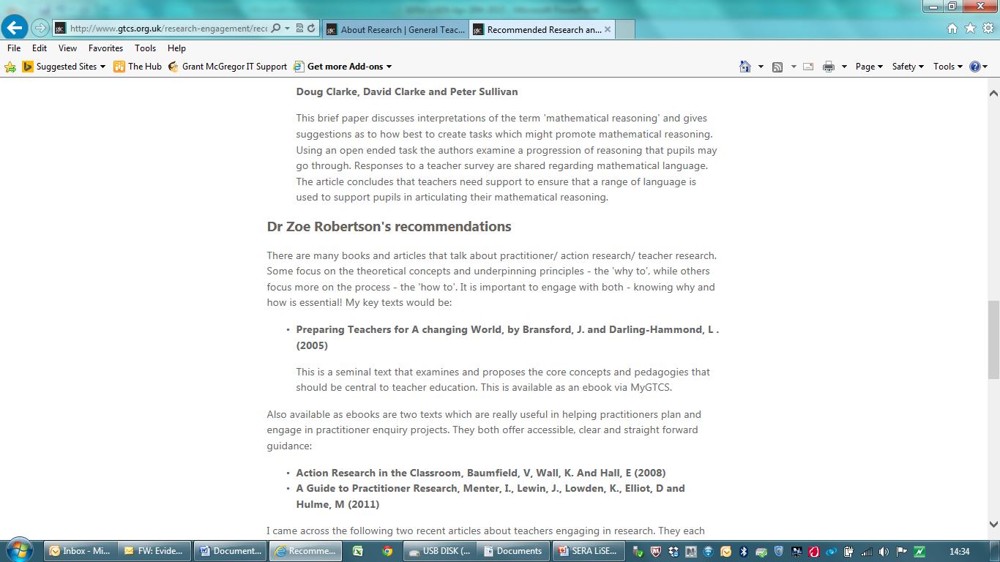 http://www.gtcs.org.uk/research-engagement/reco
gtc About Research | General Teac...
gtc Recommended Research an...
File Edit View Favorites Tools Help
Suggested Sites The Hub Grant McGregor IT Support Get more Add-ons Page Safety Tools
Doug Clarke, David Clarke and Peter Sullivan
This brief paper discusses interpretations of the term 'mathematical reasoning' and gives
suggestions as to how best to create tasks which might promote mathematical reasoning.
Using an open ended task the authors examine a progression of reasoning that pupils may
go through. Responses to a teacher survey are shared regarding mathematical language.
The article concludes that teachers need support to ensure that a range of language is
used to support pupils in articulating their mathematical reasoning.
Dr Zoe Robertson's recommendations
There are many books and articles that talk about practitioner/ action research/ teacher research.
Some focus on the theoretical concepts and underpinning principles - the 'why to', while others
focus more on the process - the 'how to'. It is important to engage with both - knowing why and
how is essential! My key texts would be:
• Preparing Teachers for A changing World, by Bransford, J. and Darling-Hammond, L .
(2005)
This is a seminal text that examines and proposes the core concepts and pedagogies that
should be central to teacher education. This is available as an ebook via MyGTCS.
Also available as ebooks are two texts which are really useful in helping practitioners plan and
engage in practitioner enquiry projects. They both offer accessible, clear and straight forward
guidance:
• Action Research in the Classroom, Baumfield, V, Wall, K. And Hall, E (2008)
• A Guide to Practitioner Research, Menter, I., Lewin, J., Lowden, K., Elliot, D and
Hulme, M (2011)
I came across the following two recent articles about teachers engaging in research. They each
Inbox - Mi... FW: Evide... Document... Recomme... USB DISK (... Documents SERA LiSE... 14:34